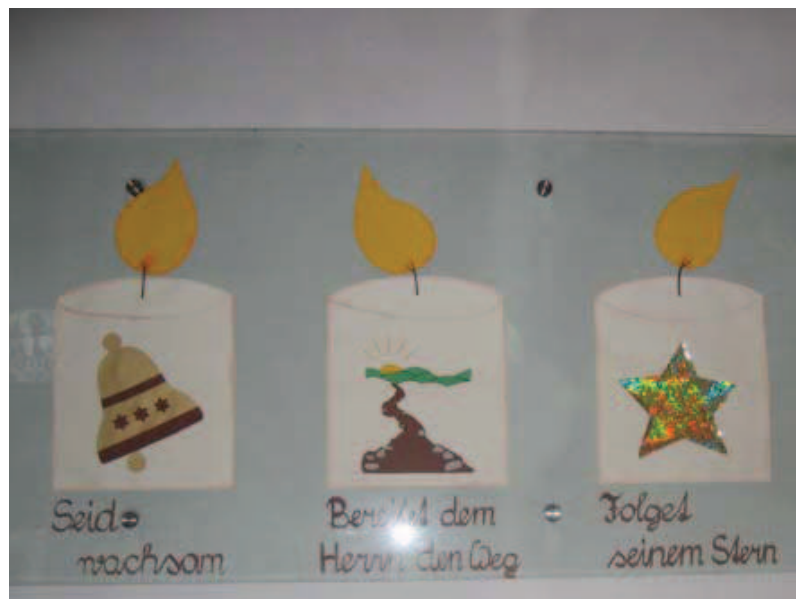 Seid
wachsam
Bereitet dem
Herrn den Weg
Folget
seinem Stern